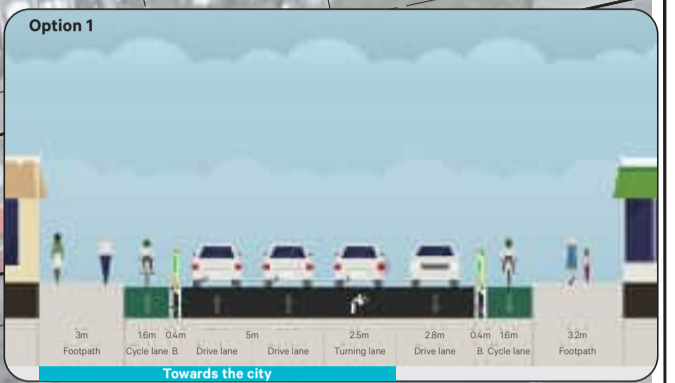 Option 1
3m 1.6m 0.4m 5m 2.5m 2.8m 0.4m 1.6m 3.2m
Footpath Cycle lane B. Drive lane Drive lane Turning lane Drive lane B. Cycle lane Footpath
Towards the city